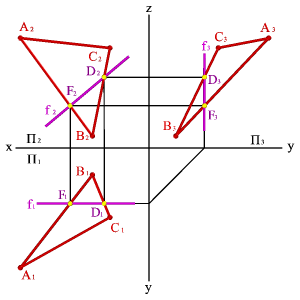 z
A₂
C₃
A₃
C₂
f₃
D₂
D₃
F₂
f₂
F₃
B₂
B₃
Π₂
Π₃
x
y
Π₁
B₁
F₁
f₁
D₁
C₁
A₁
y